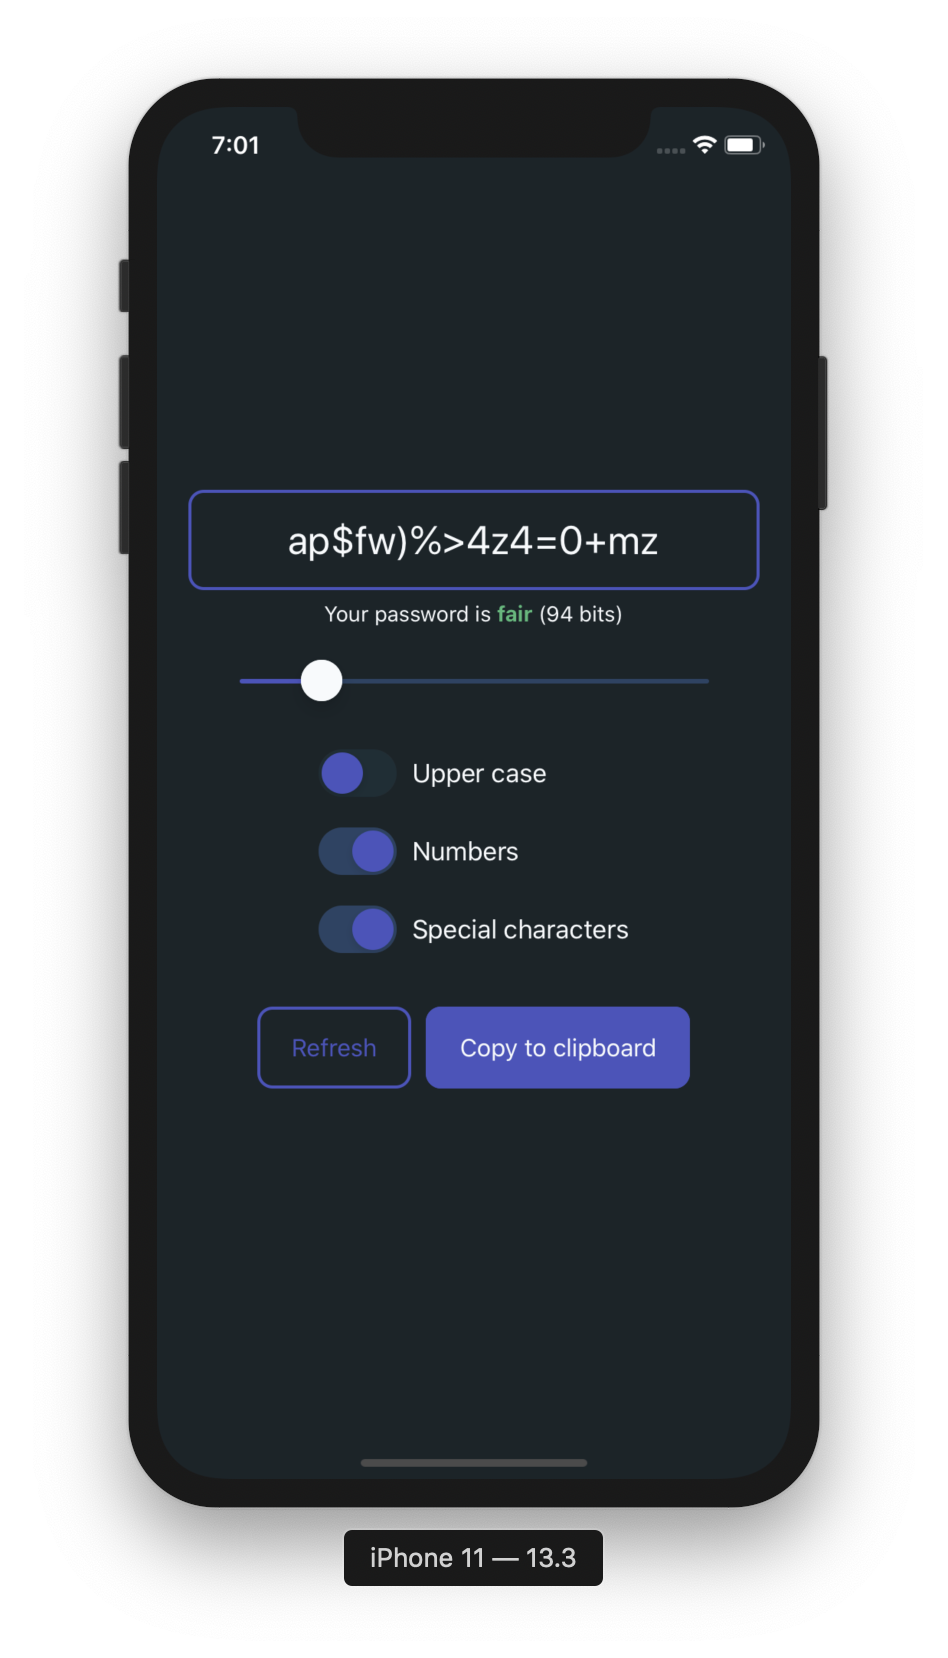 7:01
ap$fw)%>4z4=0+mz
Your password is fair (94 bits)
Upper case
Numbers
Special characters
Refresh
Copy to clipboard
iPhone 11 — 13.3